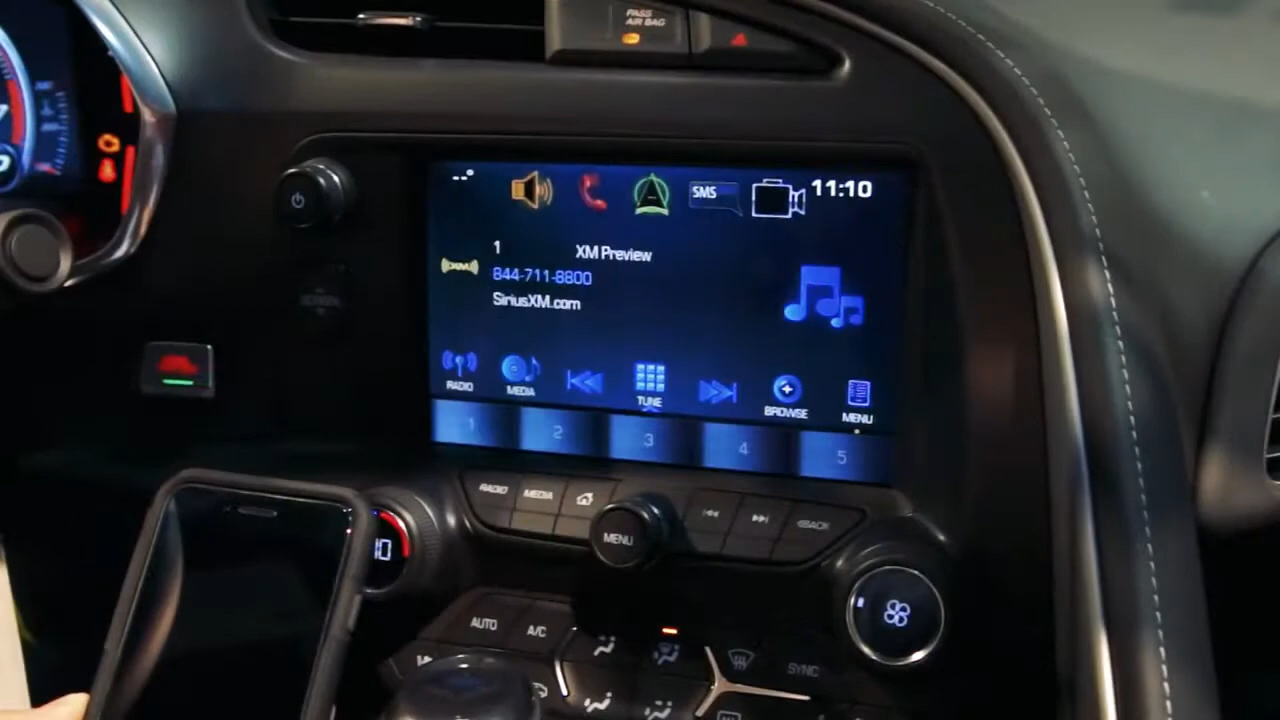 PASS
AIR BAG
--°
SMS
11:10
1
XM Preview
844-711-8800
SiriusXM.com
RADIO
MEDIA
TUNE
BROWSE
MENU
1
2
3
4
5
RADIO
MEDIA
MENU
BACK
AUTO
A/C
SYNC